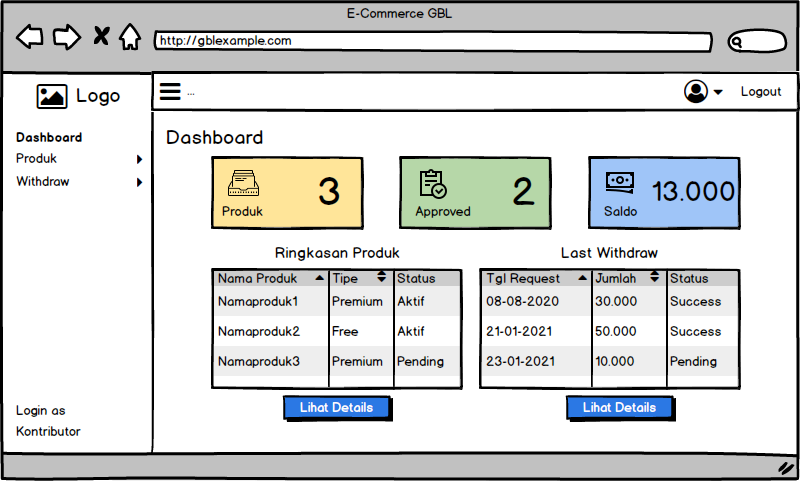 E-Commerce GBL
http://gblexample.com
Logo
... Logout
Dashboard
Produk
Withdraw
Dashboard
3 Produk
2 Approved
13.000 Saldo
Ringkasan Produk
Nama Produk Tipe Status
Namaproduk1 Premium Aktif
Namaproduk2 Free Aktif
Namaproduk3 Premium Pending
Lihat Details
Last Withdraw
Tgl Request Jumlah Status
08-08-2020 30.000 Success
21-01-2021 50.000 Success
23-01-2021 10.000 Pending
Lihat Details
Login as
Kontributor